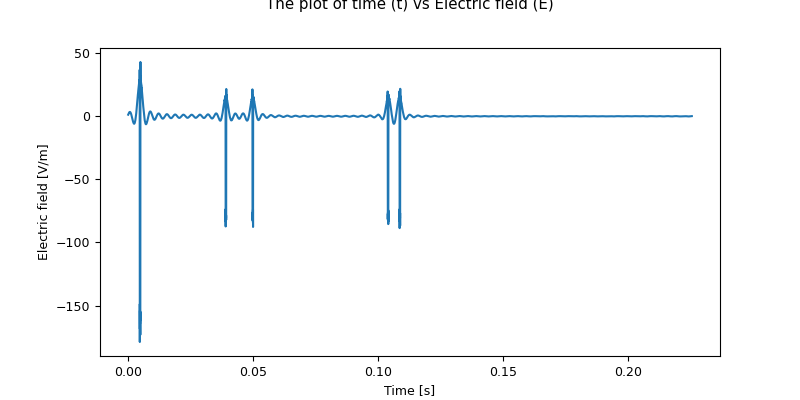 The plot of time (t) vs Electric field (E)
50
0
−50
−100
−150
Electric field [V/m]
0.00 0.05 0.10 0.15 0.20
Time [s]